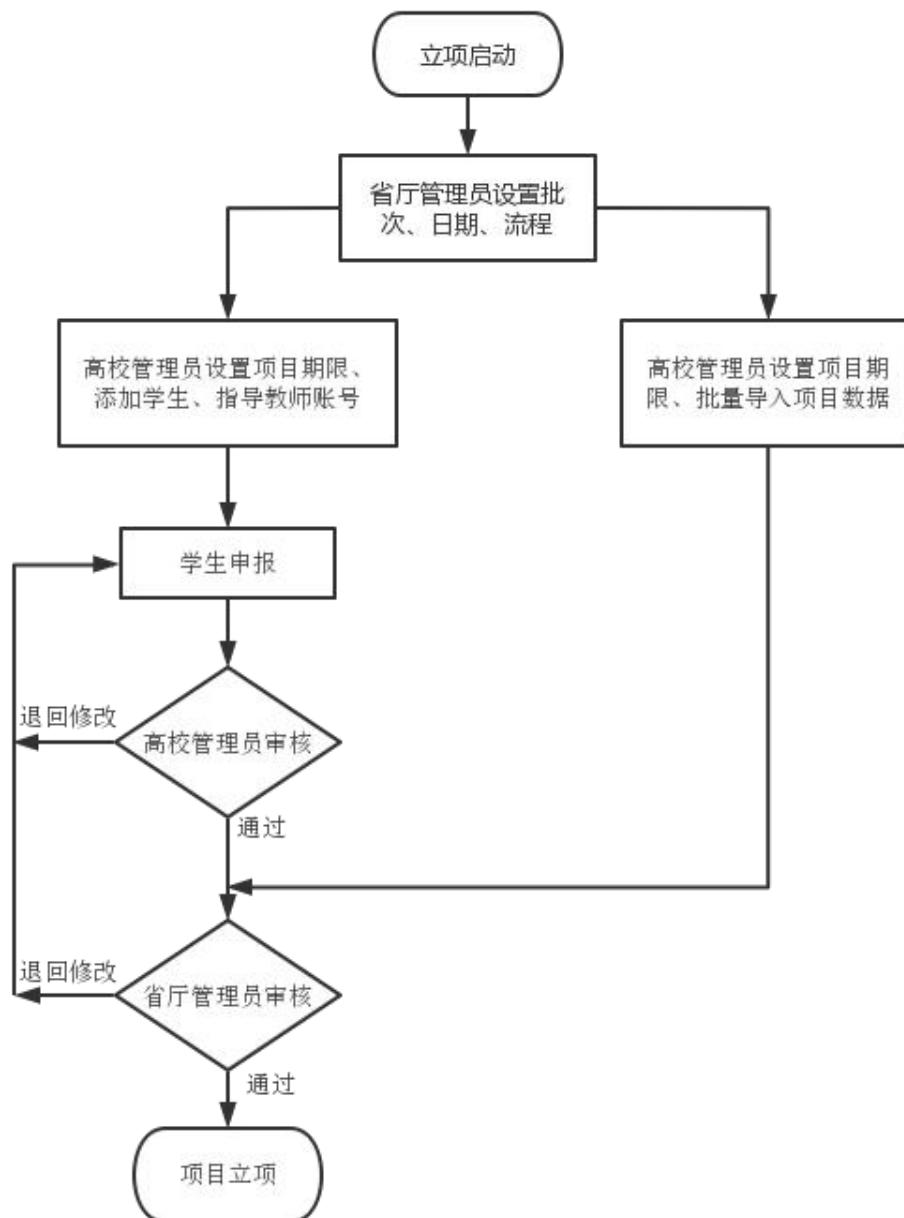 立项启动
省厅管理员设置批
次、日期、流程
高校管理员设置项目期限、
添加学生、指导教师账号
高校管理员设置项目期
限、批量导入项目数据
学生申报
退回修改
高校管理员审核
通过
退回修改
省厅管理员审核
通过
项目立项